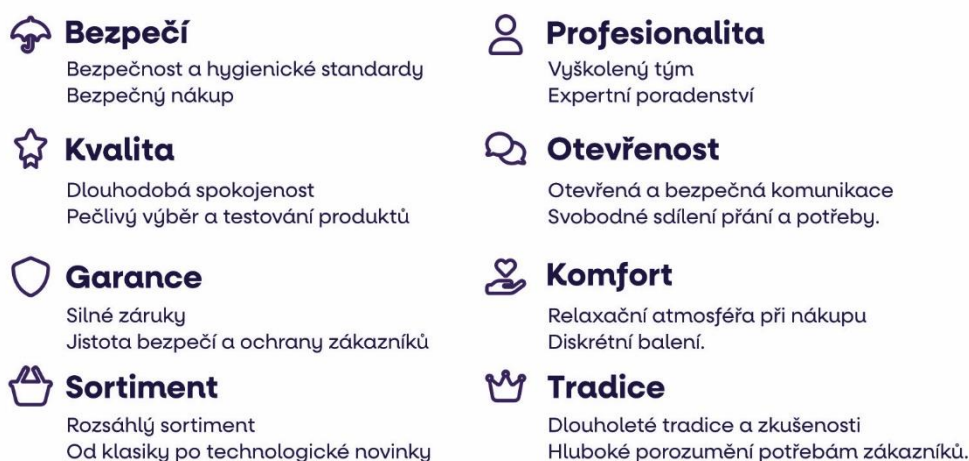 Bezpečí
Bezpečnost a hygienické standardy
Bezpečný nákup
Kvalita
Dlouhodobá spokojenost
Pečlivý výběr a testování produktů
Garance
Silné záruky
Jistota bezpečí a ochrany zákazníků
Sortiment
Rozsáhlý sortiment
Od klasiky po technologické novinky
Profesionalita
Vyškolený tým
Expertní poradenství
Otevřenost
Otevřená a bezpečná komunikace
Svobodné sdílení přání a potřeby.
Komfort
Relaxační atmosféřa při nákupu
Diskrétní balení.
Tradice
Dlouholeté tradice a zkušenosti
Hluboké porozumění potřebám zákazníků.